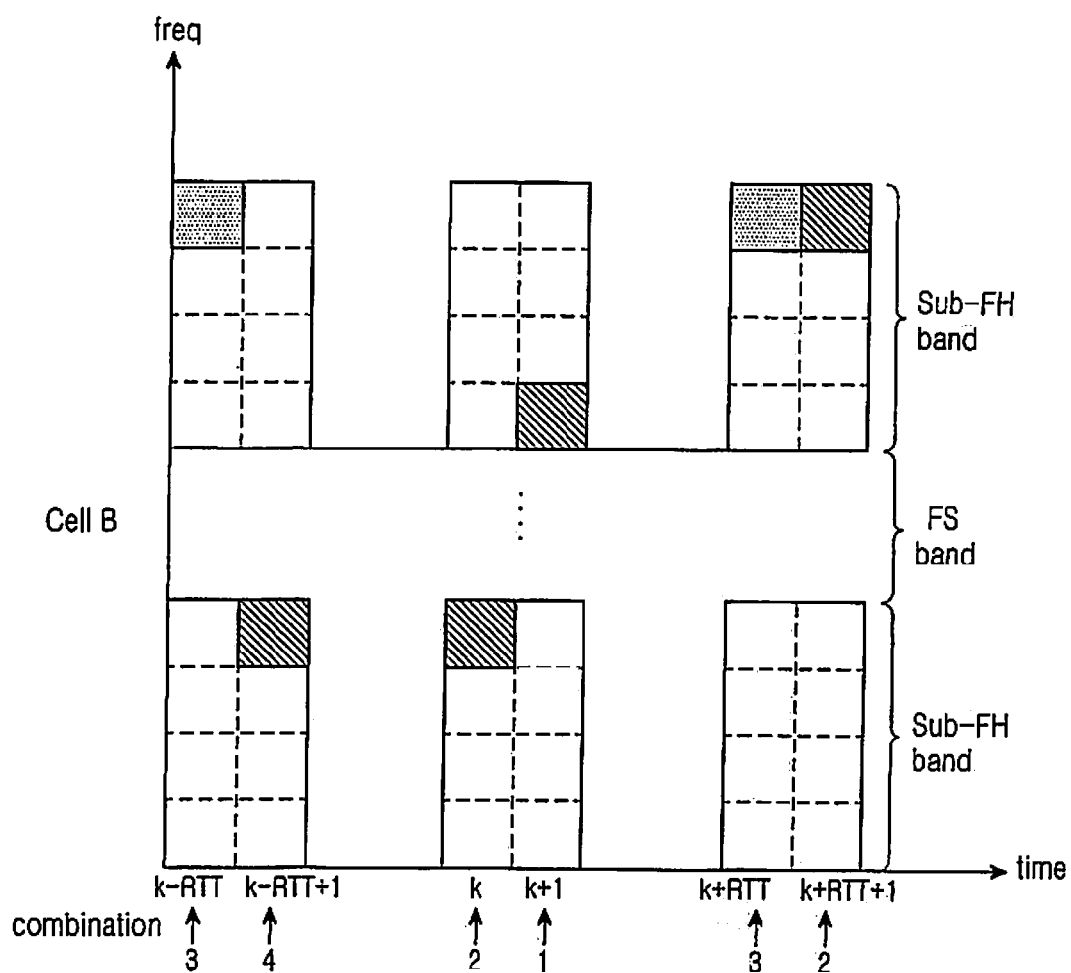 freq
Sub-FH
band
Cell B
FS
band
Sub-FH
band
time
k-RTT k-RTT+1 k k+1 k+RTT k+RTT+1
combination
3 4 2 1 3 2